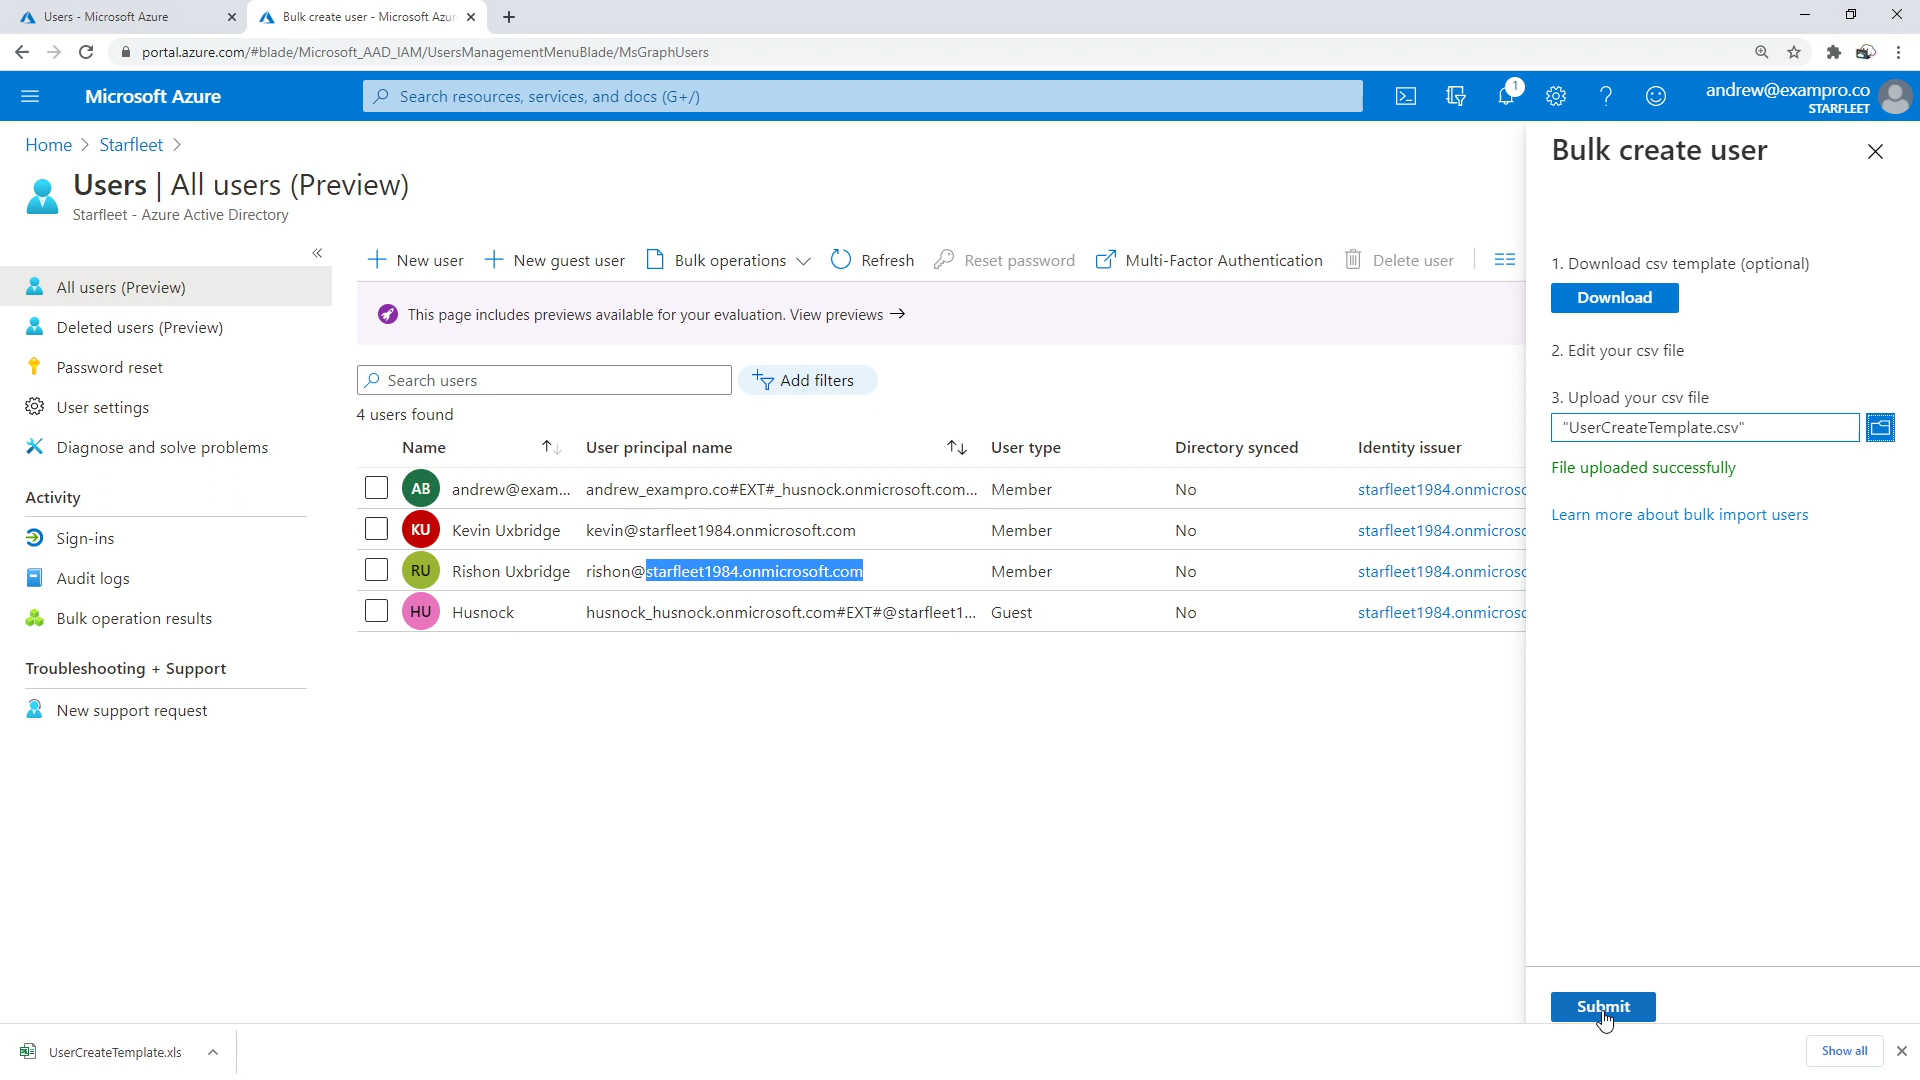 Users - Microsoft Azure
Bulk create user - Microsoft Azur
portal.azure.com/#blade/Microsoft_AAD_IAM/UsersManagementMenuBlade/MsGraphUsers
Microsoft Azure
Search resources, services, and docs (G+/)
1
andrew@exampro.co
STARFLEET
Home > Starfleet >
Users | All users (Preview)
Starfleet - Azure Active Directory
«
All users (Preview)
Deleted users (Preview)
Password reset
User settings
Diagnose and solve problems
Activity
Sign-ins
Audit logs
Bulk operation results
Troubleshooting + Support
New support request
New user
New guest user
Bulk operations
Refresh
Reset password
Multi-Factor Authentication
Delete user
This page includes previews available for your evaluation. View previews →
Search users
Add filters
4 users found
Name User principal name User type Directory synced Identity issuer
AB andrew@exam... andrew_exampro.co#EXT#_husnock.onmicrosoft.com... Member No starfleet1984.onmicrosc
KU Kevin Uxbridge kevin@starfleet1984.onmicrosoft.com Member No starfleet1984.onmicrosc
RU Rishon Uxbridge rishon@starfleet1984.onmicrosoft.com Member No starfleet1984.onmicrosc
HU Husnock husnock_husnock.onmicrosoft.com#EXT#@starfleet1... Guest No starfleet1984.onmicrosc
Bulk create user
1. Download csv template (optional)
Download
2. Edit your csv file
3. Upload your csv file
"UserCreateTemplate.csv"
File uploaded successfully
Learn more about bulk import users
Submit
UserCreateTemplate.xls
Show all